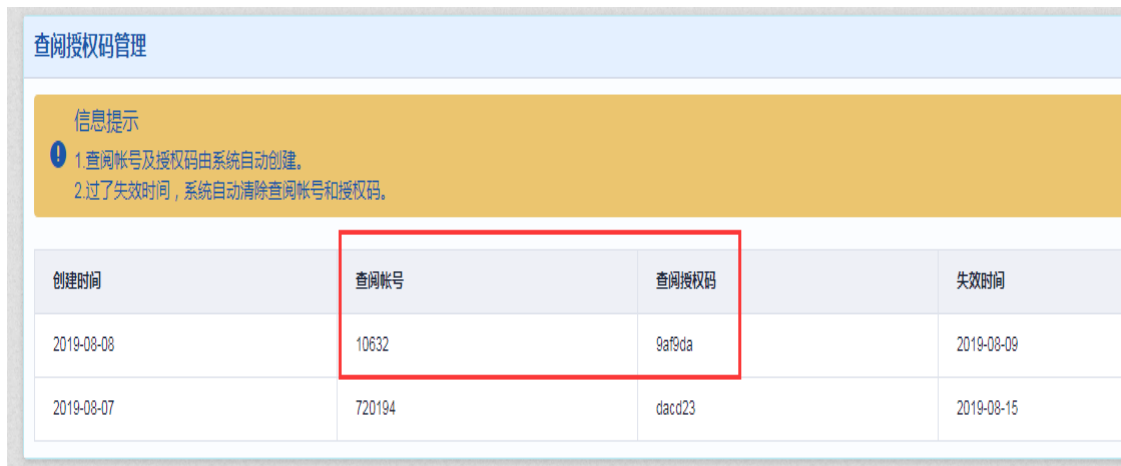 查阅授权码管理
信息提示
1.查阅帐号及授权码由系统自动创建。
2.过了失效时间，系统自动清除查阅帐号和授权码。
创建时间 查阅帐号 查阅授权码 失效时间
2019-08-08 10632 9af9da 2019-08-09
2019-08-07 720194 dacd23 2019-08-15